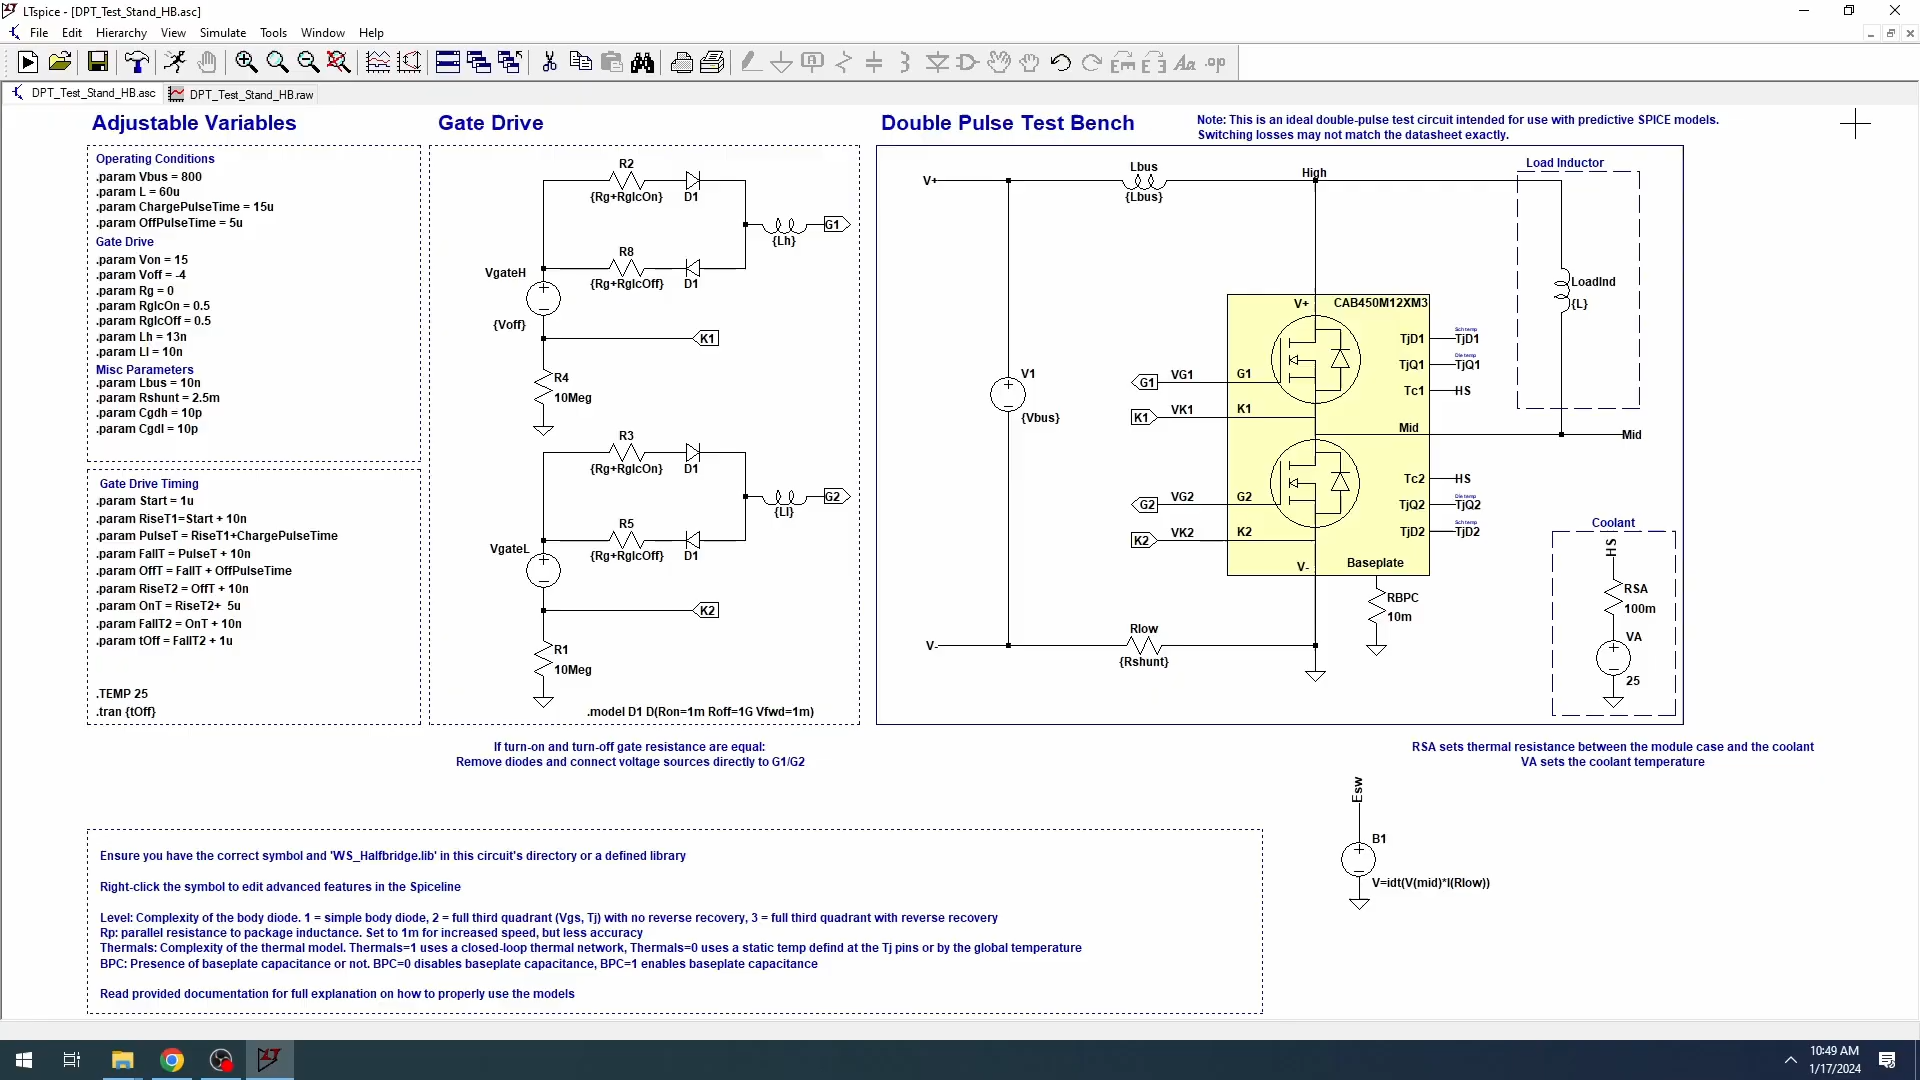 LTspice - [DPT_Test_Stand_HB.asc]
File Edit Hierarchy View Simulate Tools Window Help
DPT_Test_Stand_HB.asc DPT_Test_Stand_HB.raw
Adjustable Variables
Operating Conditions
.param Vbus = 800
.param L = 60u
.param ChargePulseTime = 15u
.param OffPulseTime = 5u
Gate Drive
.param Von = 15
.param Voff = -4
.param Rg = 0
.param RglcOn = 0.5
.param RglcOff = 0.5
.param Lh = 13n
.param Ll = 10n
Misc Parameters
.param Lbus = 10n
.param Rshunt = 2.5m
.param Cgdh = 10p
.param Cgdl = 10p
Gate Drive Timing
.param Start = 1u
.param RiseT1=Start + 10n
.param PulseT = RiseT1+ChargePulseTime
.param FallT = PulseT + 10n
.param OffT = FallT + OffPulseTime
.param RiseT2 = OffT + 10n
.param OnT = RiseT2+ 5u
.param FallT2 = OnT + 10n
.param tOff = FallT2 + 1u
.TEMP 25
.tran {tOff}
Gate Drive
R2
{Rg+RglcOn}
D1
{Lh}
G1
R8
{Rg+RglcOff}
D1
VgateH
{Voff}
K1
R4
10Meg
R3
{Rg+RglcOn}
D1
{Ll}
G2
R5
{Rg+RglcOff}
D1
VgateL
K2
R1
10Meg
.model D1 D(Ron=1m Roff=1G Vfwd=1m)
If turn-on and turn-off gate resistance are equal:
Remove diodes and connect voltage sources directly to G1/G2
Double Pulse Test Bench
Note: This is an ideal double-pulse test circuit intended for use with predictive SPICE models.
Switching losses may not match the datasheet exactly.
V+
Lbus
{Lbus}
High
Load Inductor
LoadInd
{L}
V1
{Vbus}
V+ CAB450M12XM3
G1 VG1 G1
K1 VK1 K1
G2 VG2 G2
K2 VK2 K2
V-
Baseplate
Sch temp
TjD1 TjD1
Die temp
TjQ1 TjQ1
Tc1 HS
Mid Mid
Tc2 HS
Die temp
TjQ2 TjQ2
Sch temp
TjD2 TjD2
RBPC
10m
V-
Rlow
{Rshunt}
Coolant
HS
RSA
100m
VA
25
RSA sets thermal resistance between the module case and the coolant
VA sets the coolant temperature
Esw
B1
V=idt(V(mid)*I(Rlow))
Ensure you have the correct symbol and 'WS_Halfbridge.lib' in this circuit's directory or a defined library
Right-click the symbol to edit advanced features in the Spiceline
Level: Complexity of the body diode. 1 = simple body diode, 2 = full third quadrant (Vgs, Tj) with no reverse recovery, 3 = full third quadrant with reverse recovery
Rp: parallel resistance to package inductance. Set to 1m for increased speed, but less accuracy
Thermals: Complexity of the thermal model. Thermals=1 uses a closed-loop thermal network, Thermals=0 uses a static temp defind at the Tj pins or by the global temperature
BPC: Presence of baseplate capacitance or not. BPC=0 disables baseplate capacitance, BPC=1 enables baseplate capacitance
Read provided documentation for full explanation on how to properly use the models
10:49 AM
1/17/2024